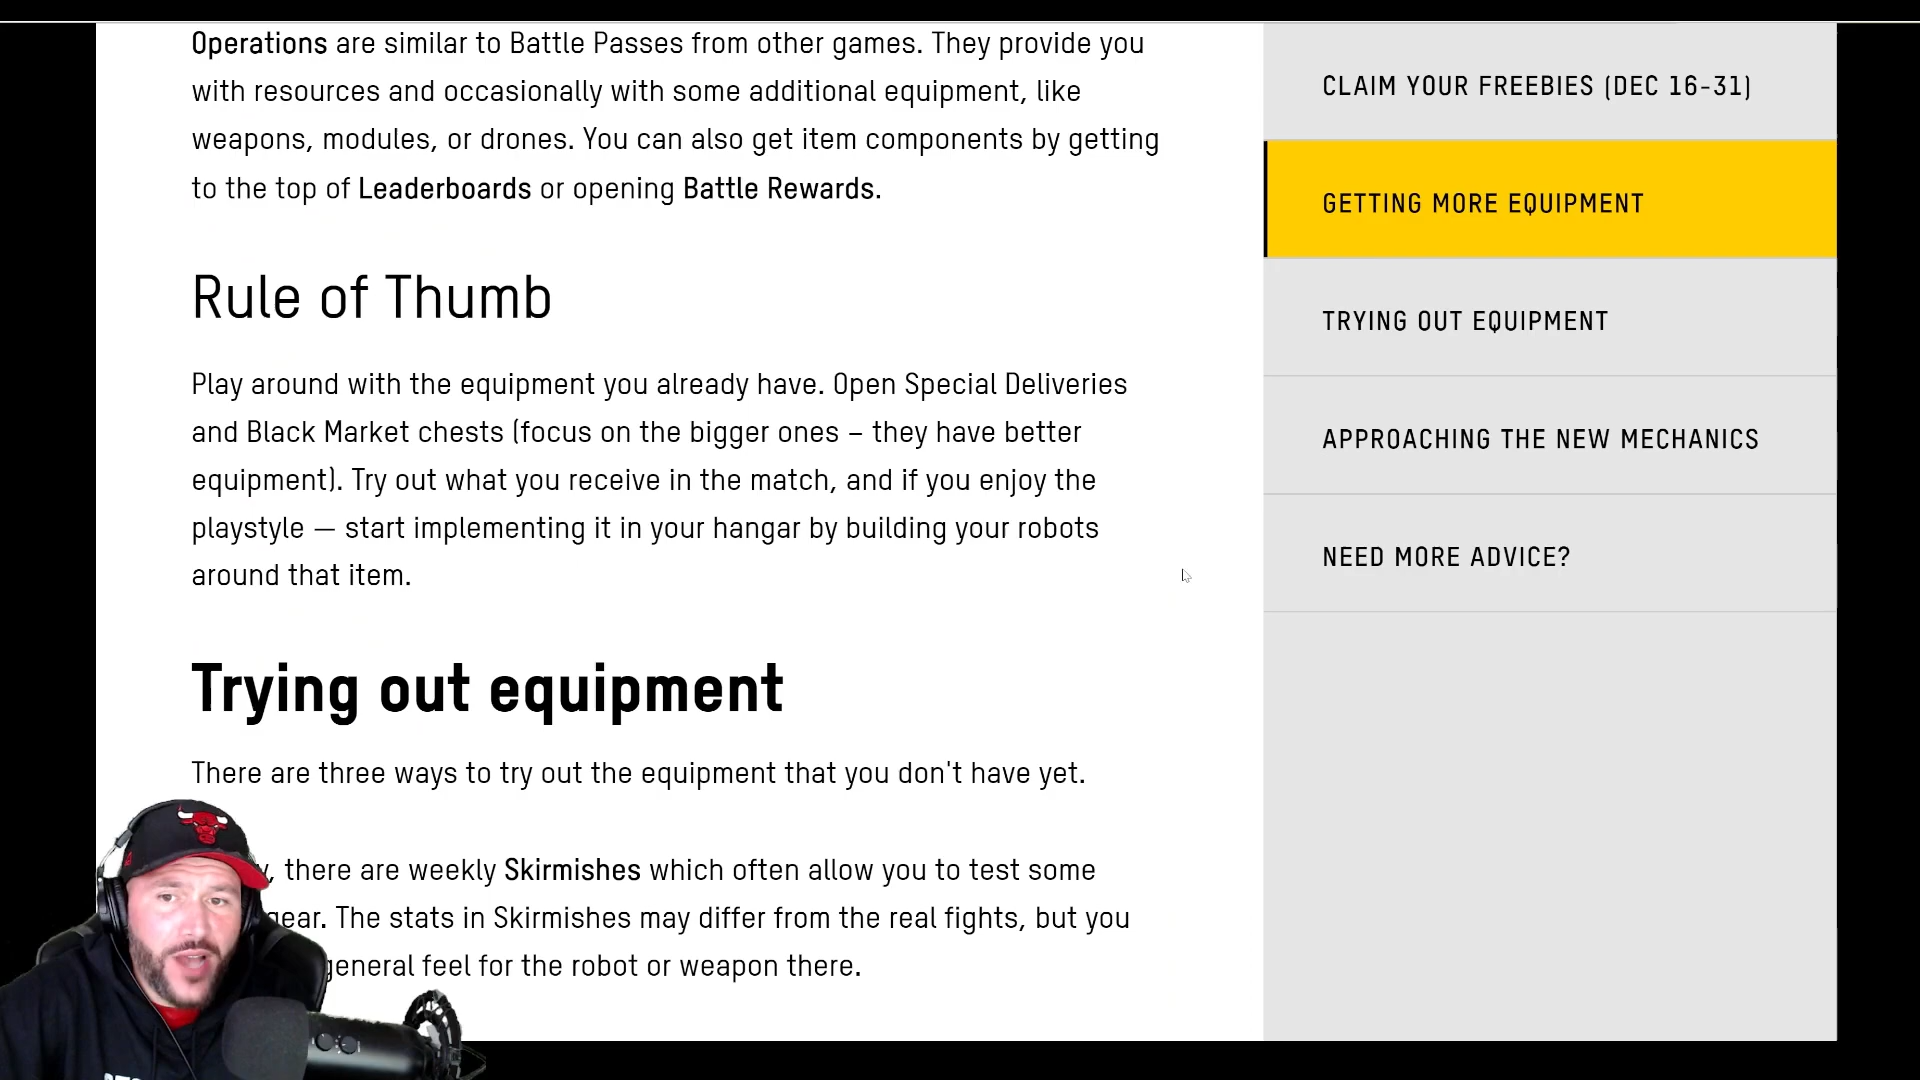 Operations are similar to Battle Passes from other games. They provide you
with resources and occasionally with some additional equipment, like
weapons, modules, or drones. You can also get item components by getting
to the top of Leaderboards or opening Battle Rewards.
Rule of Thumb
Play around with the equipment you already have. Open Special Deliveries
and Black Market chests (focus on the bigger ones – they have better
equipment). Try out what you receive in the match, and if you enjoy the
playstyle — start implementing it in your hangar by building your robots
around that item.
Trying out equipment
There are three ways to try out the equipment that you don't have yet.
there are weekly Skirmishes which often allow you to test some
gear. The stats in Skirmishes may differ from the real fights, but you
general feel for the robot or weapon there.
CLAIM YOUR FREEBIES (DEC 16-31)
GETTING MORE EQUIPMENT
TRYING OUT EQUIPMENT
APPROACHING THE NEW MECHANICS
NEED MORE ADVICE?